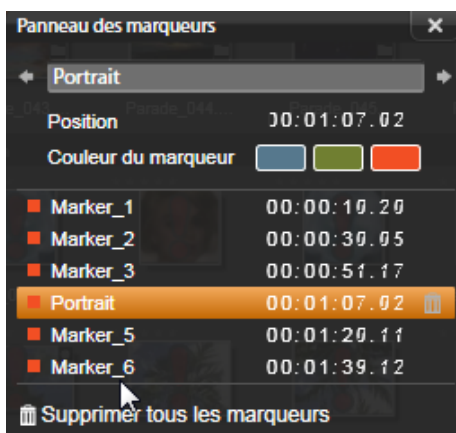 Panneau des marqueurs
Portrait
Position 00:01:07.02
Couleur du marqueur
Marker_1 00:00:10.20
Marker_2 00:00:30.05
Marker_3 00:00:51.17
Portrait 00:01:07.02
Marker_5 00:01:20.11
Marker_6 00:01:39.12
Supprimer tous les marqueurs